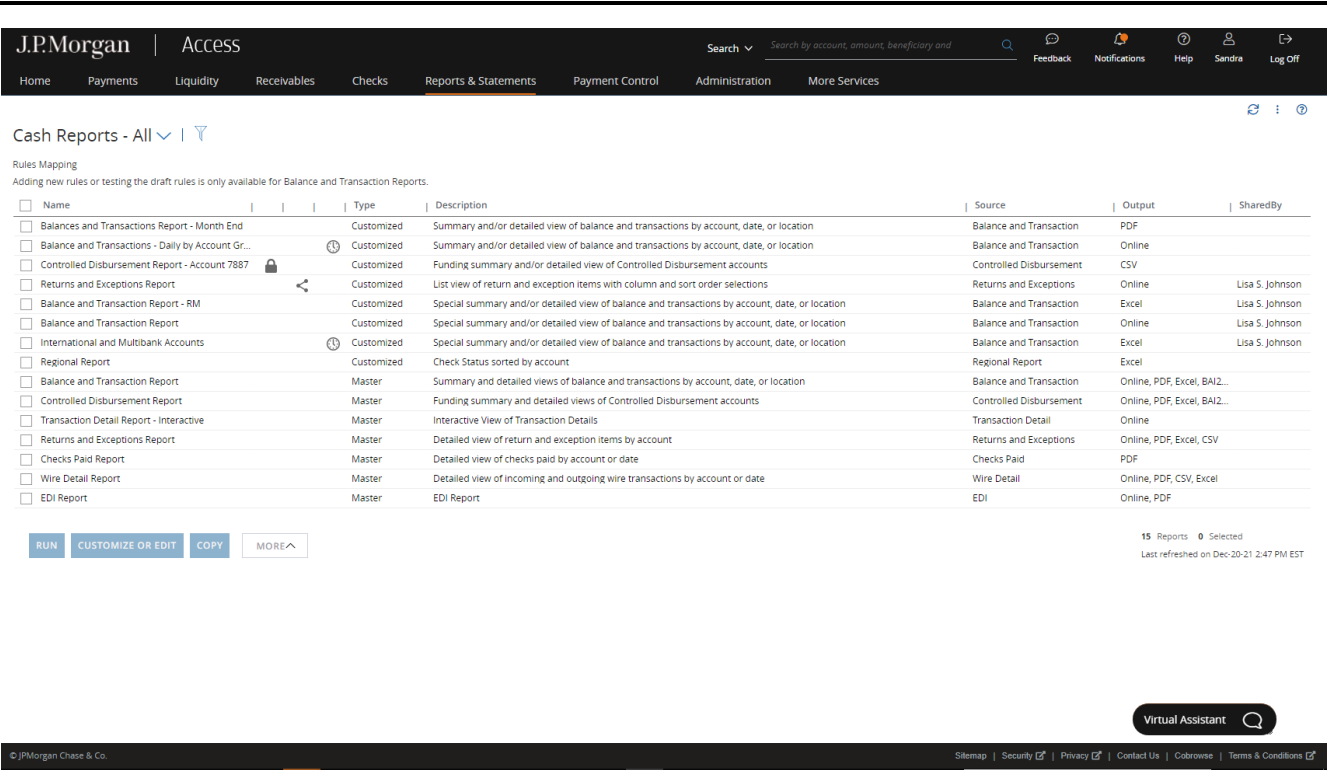 J.P.Morgan | Access
Search
Search by account, amount, beneficiary and
Feedback
Notifications
Help
Sandra
Log Off
Home Payments Liquidity Receivables Checks Reports & Statements Payment Control Administration More Services
Cash Reports - All
Rules Mapping
Adding new rules or testing the draft rules is only available for Balance and Transaction Reports.
Name Type Description Source Output SharedBy
Balances and Transactions Report - Month End Customized Summary and/or detailed view of balance and transactions by account, date, or location Balance and Transaction PDF
Balance and Transactions - Daily by Account Gr... Customized Summary and/or detailed view of balance and transactions by account, date, or location Balance and Transaction Online
Controlled Disbursement Report - Account 7887 Customized Funding summary and/or detailed view of Controlled Disbursement accounts Controlled Disbursement CSV
Returns and Exceptions Report Customized List view of return and exception items with column and sort order selections Returns and Exceptions Online Lisa S. Johnson
Balance and Transaction Report - RM Customized Special summary and/or detailed view of balance and transactions by account, date, or location Balance and Transaction Excel Lisa S. Johnson
Balance and Transaction Report Customized Special summary and/or detailed view of balance and transactions by account, date, or location Balance and Transaction Online Lisa S. Johnson
International and Multibank Accounts Customized Special summary and/or detailed view of balance and transactions by account, date, or location Balance and Transaction Excel Lisa S. Johnson
Regional Report Customized Check Status sorted by account Regional Report Excel
Balance and Transaction Report Master Summary and detailed views of balance and transactions by account, date, or location Balance and Transaction Online, PDF, Excel, BAI2...
Controlled Disbursement Report Master Funding summary and detailed views of Controlled Disbursement accounts Controlled Disbursement Online, PDF, Excel, BAI2...
Transaction Detail Report - Interactive Master Interactive View of Transaction Details Transaction Detail Online
Returns and Exceptions Report Master Detailed view of return and exception items by account Returns and Exceptions Online, PDF, Excel, CSV
Checks Paid Report Master Detailed view of checks paid by account or date Checks Paid PDF
Wire Detail Report Master Detailed view of incoming and outgoing wire transactions by account or date Wire Detail Online, PDF, CSV, Excel
EDI Report Master EDI Report EDI Online, PDF
RUN CUSTOMIZE OR EDIT COPY MORE
15 Reports 0 Selected
Last refreshed on Dec-20-21 2:47 PM EST
Virtual Assistant
© JPMorgan Chase & Co.
Sitemap | Security | Privacy | Contact Us | Cobrowse | Terms & Conditions